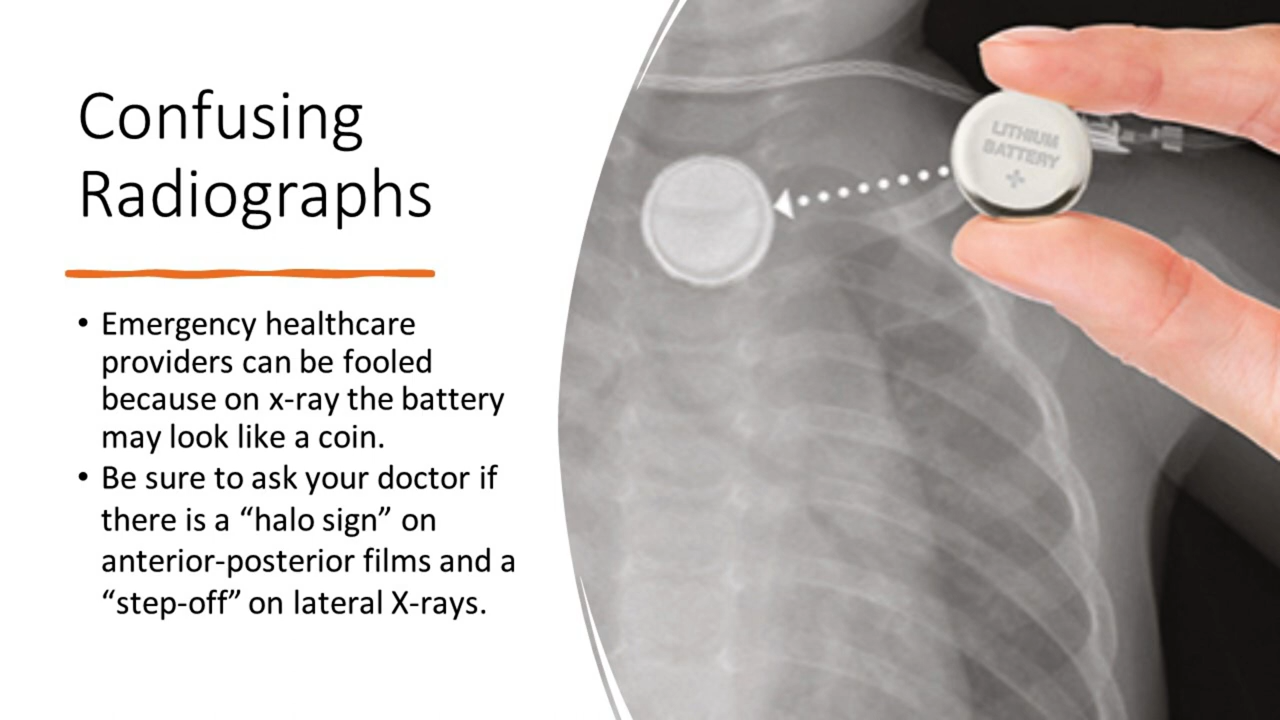 Confusing
Radiographs
• Emergency healthcare
providers can be fooled
because on x-ray the battery
may look like a coin.
• Be sure to ask your doctor if
there is a “halo sign” on
anterior-posterior films and a
“step-off” on lateral X-rays.
LITHIUM
BATTERY
+